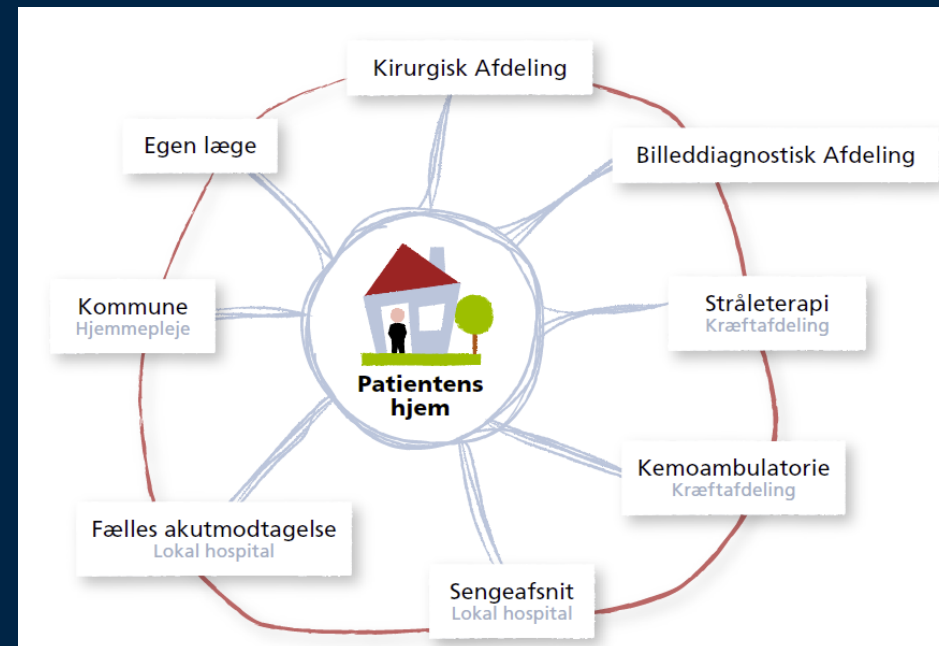 Kirurgisk Afdeling
Egen læge
Billeddiagnostisk Afdeling
Kommune
Hjemmepleje
Stråleterapi
Kræftafdeling
Patientens
hjem
Kemoambulatorie
Kræftafdeling
Fælles akutmodtagelse
Lokal hospital
Sengeafsnit
Lokal hospital